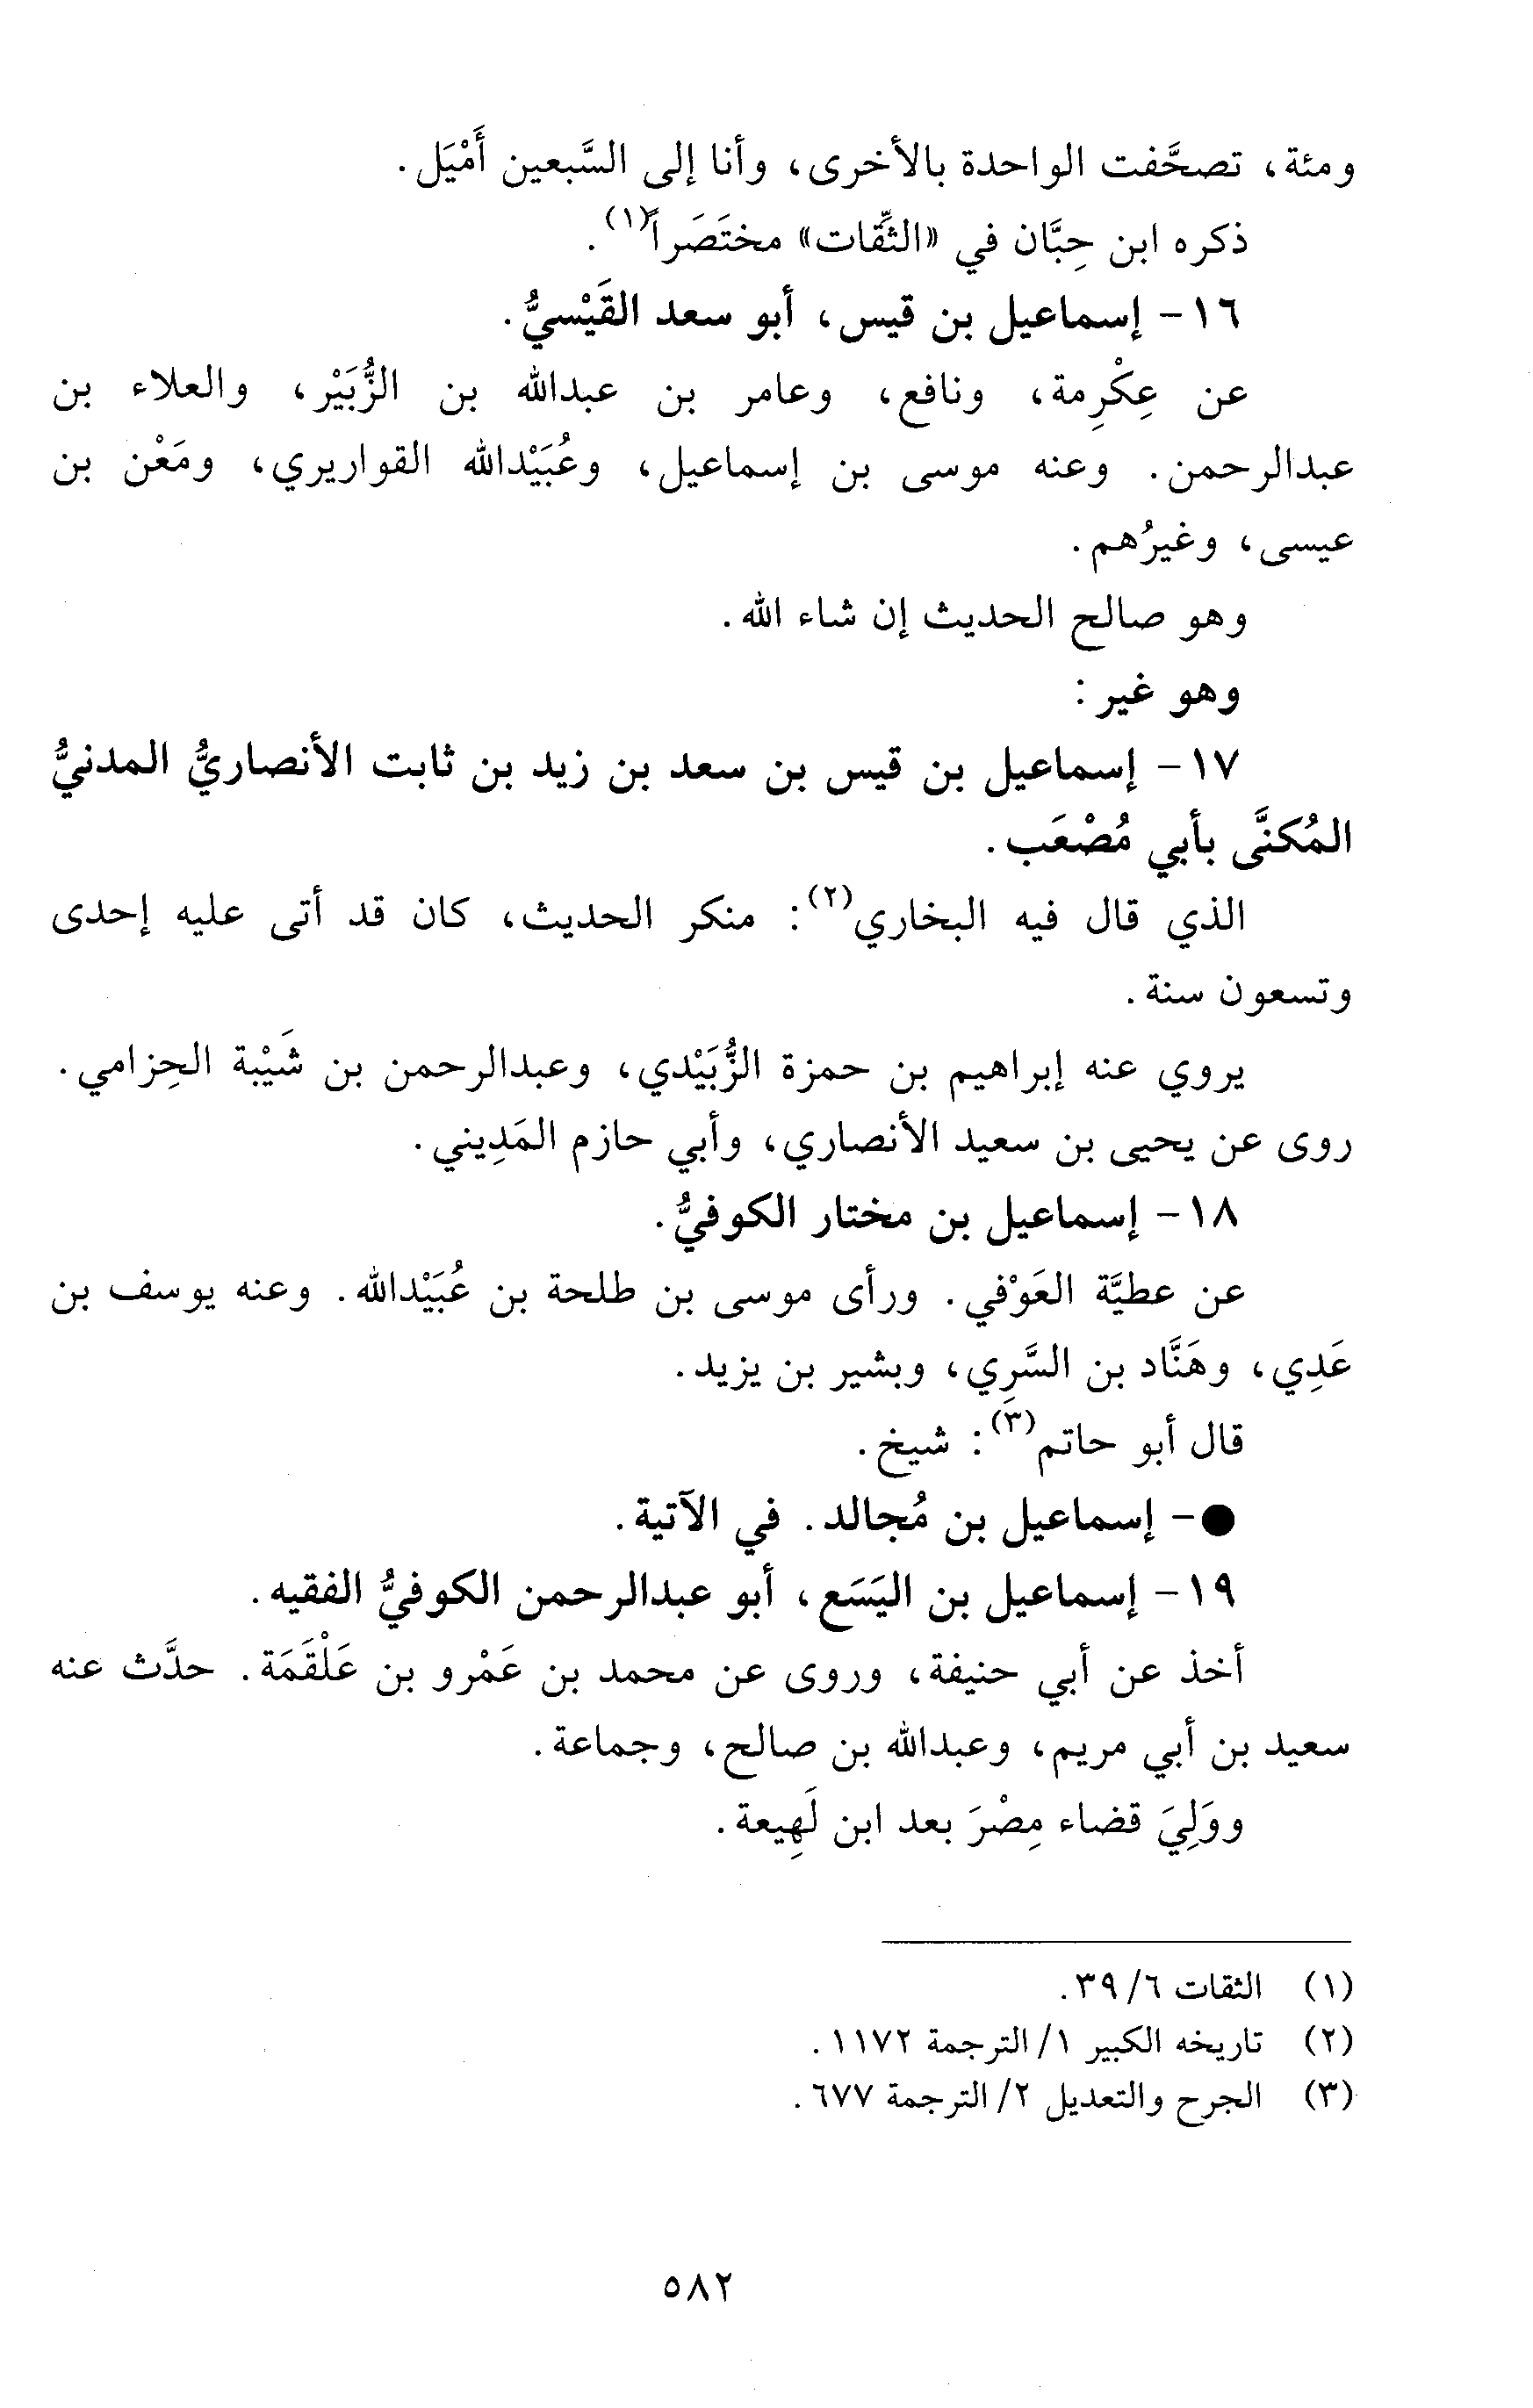 ومئة، تصحَّفت الواحدة بالأخرى، وأنا إلى السَّبعين أَمْيَل.
ذكره ابن حِبَّان في «الثِّقات» مختَصَراً(١).
١٦- إسماعيل بن قيس، أبو سعد القَيْسيُّ.
عن عِكْرِمة، ونافع، وعامر بن عبدالله بن الزُّبَيْر، والعلاء بن
عبدالرحمن. وعنه موسى بن إسماعيل، وعُبَيْدالله القواريري، ومَعْن بن
عيسى، وغيرُهم.
وهو صالح الحديث إن شاء الله.
وهو غير:
١٧- إسماعيل بن قيس بن سعد بن زيد بن ثابت الأنصاريُّ المدنيُّ
المُكنَّى بأبي مُصْعَب.
الذي قال فيه البخاري(٢): منكر الحديث، كان قد أتى عليه إحدى
وتسعون سنة.
يروي عنه إبراهيم بن حمزة الزُّبَيْدي، وعبدالرحمن بن شَيْبة الحِزامي.
روى عن يحيى بن سعيد الأنصاري، وأبي حازم المَدِيني.
١٨- إسماعيل بن مختار الكوفيُّ.
عن عطيَّة العَوْفي. ورأى موسى بن طلحة بن عُبَيْدالله. وعنه يوسف بن
عَدِي، وهَنَّاد بن السَّرِي، وبشير بن يزيد.
قال أبو حاتم(٣): شيخ.
●- إسماعيل بن مُجالد. في الآتية.
١٩- إسماعيل بن اليَسَع، أبو عبدالرحمن الكوفيُّ الفقيه.
أخذ عن أبي حنيفة، وروى عن محمد بن عَمْرو بن عَلْقَمَة. حدَّث عنه
سعيد بن أبي مريم، وعبدالله بن صالح، وجماعة.
ووَلِيَ قضاء مِصْرَ بعد ابن لَهِيعة.
(١) الثقات ٦/ ٣٩.
(٢) تاريخه الكبير ١/ الترجمة ١١٧٢.
(٣) الجرح والتعديل ٢/ الترجمة ٦٧٧.
٥٨٢